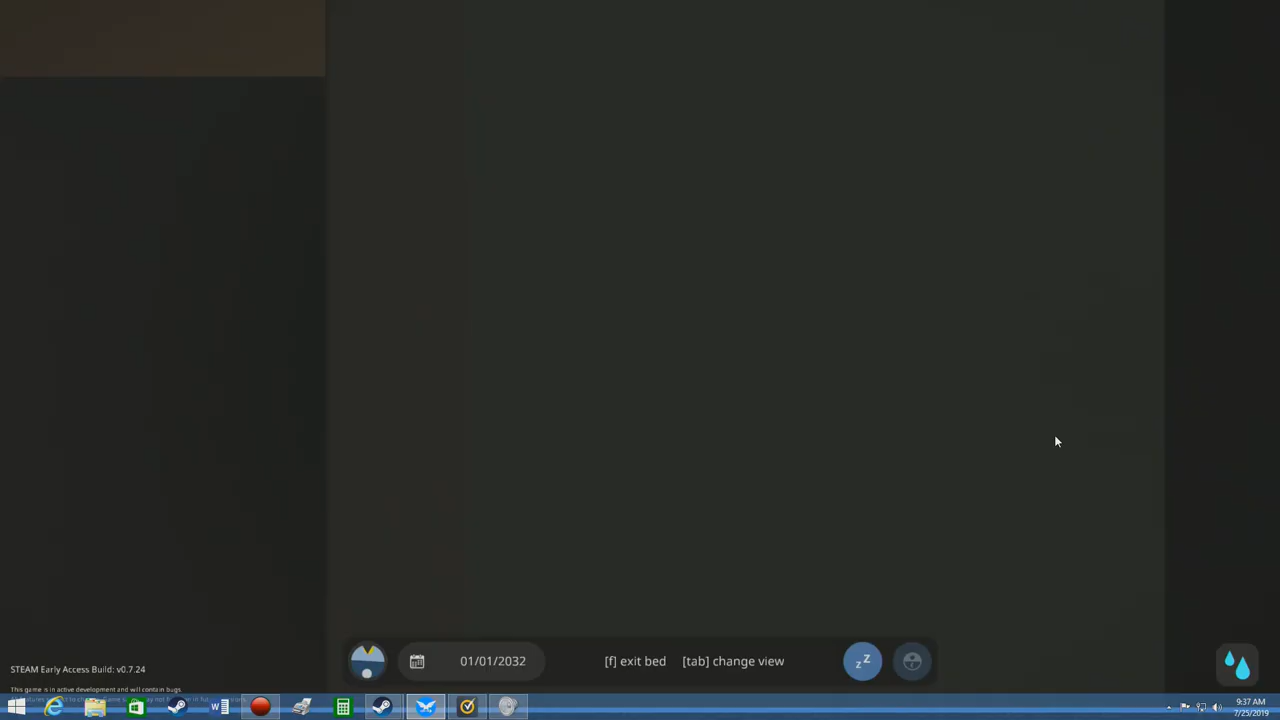 01/01/2032 [f] exit bed [tab] change view
z z
STEAM Early Access Build: v0.7.24
This game is in active development and will contain bugs.
9:37 AM
7/25/2019